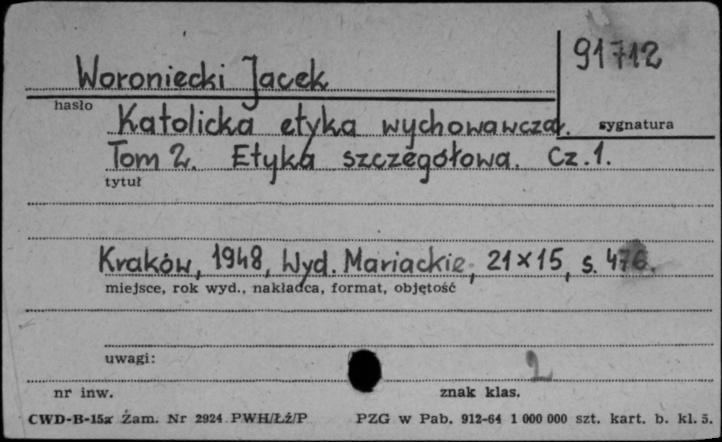 91712
Woroniecki Jacek
hasło
Katolicka etyka wychowawcza. sygnatura
Tom 2. Etyka szczegółowa. Cz.1.
tytuł
Kraków, 1948, Wyd. Mariackie, 21×15, s. 476.
miejsce, rok wyd., nakładca, format, objętość
uwagi:
2
nr inw. znak klas.
CWD-B-15a Zam. Nr 2924 PWH/Łź/P PZG w Pab. 912-64 1 000 000 szt. kart. b. kl. 5.